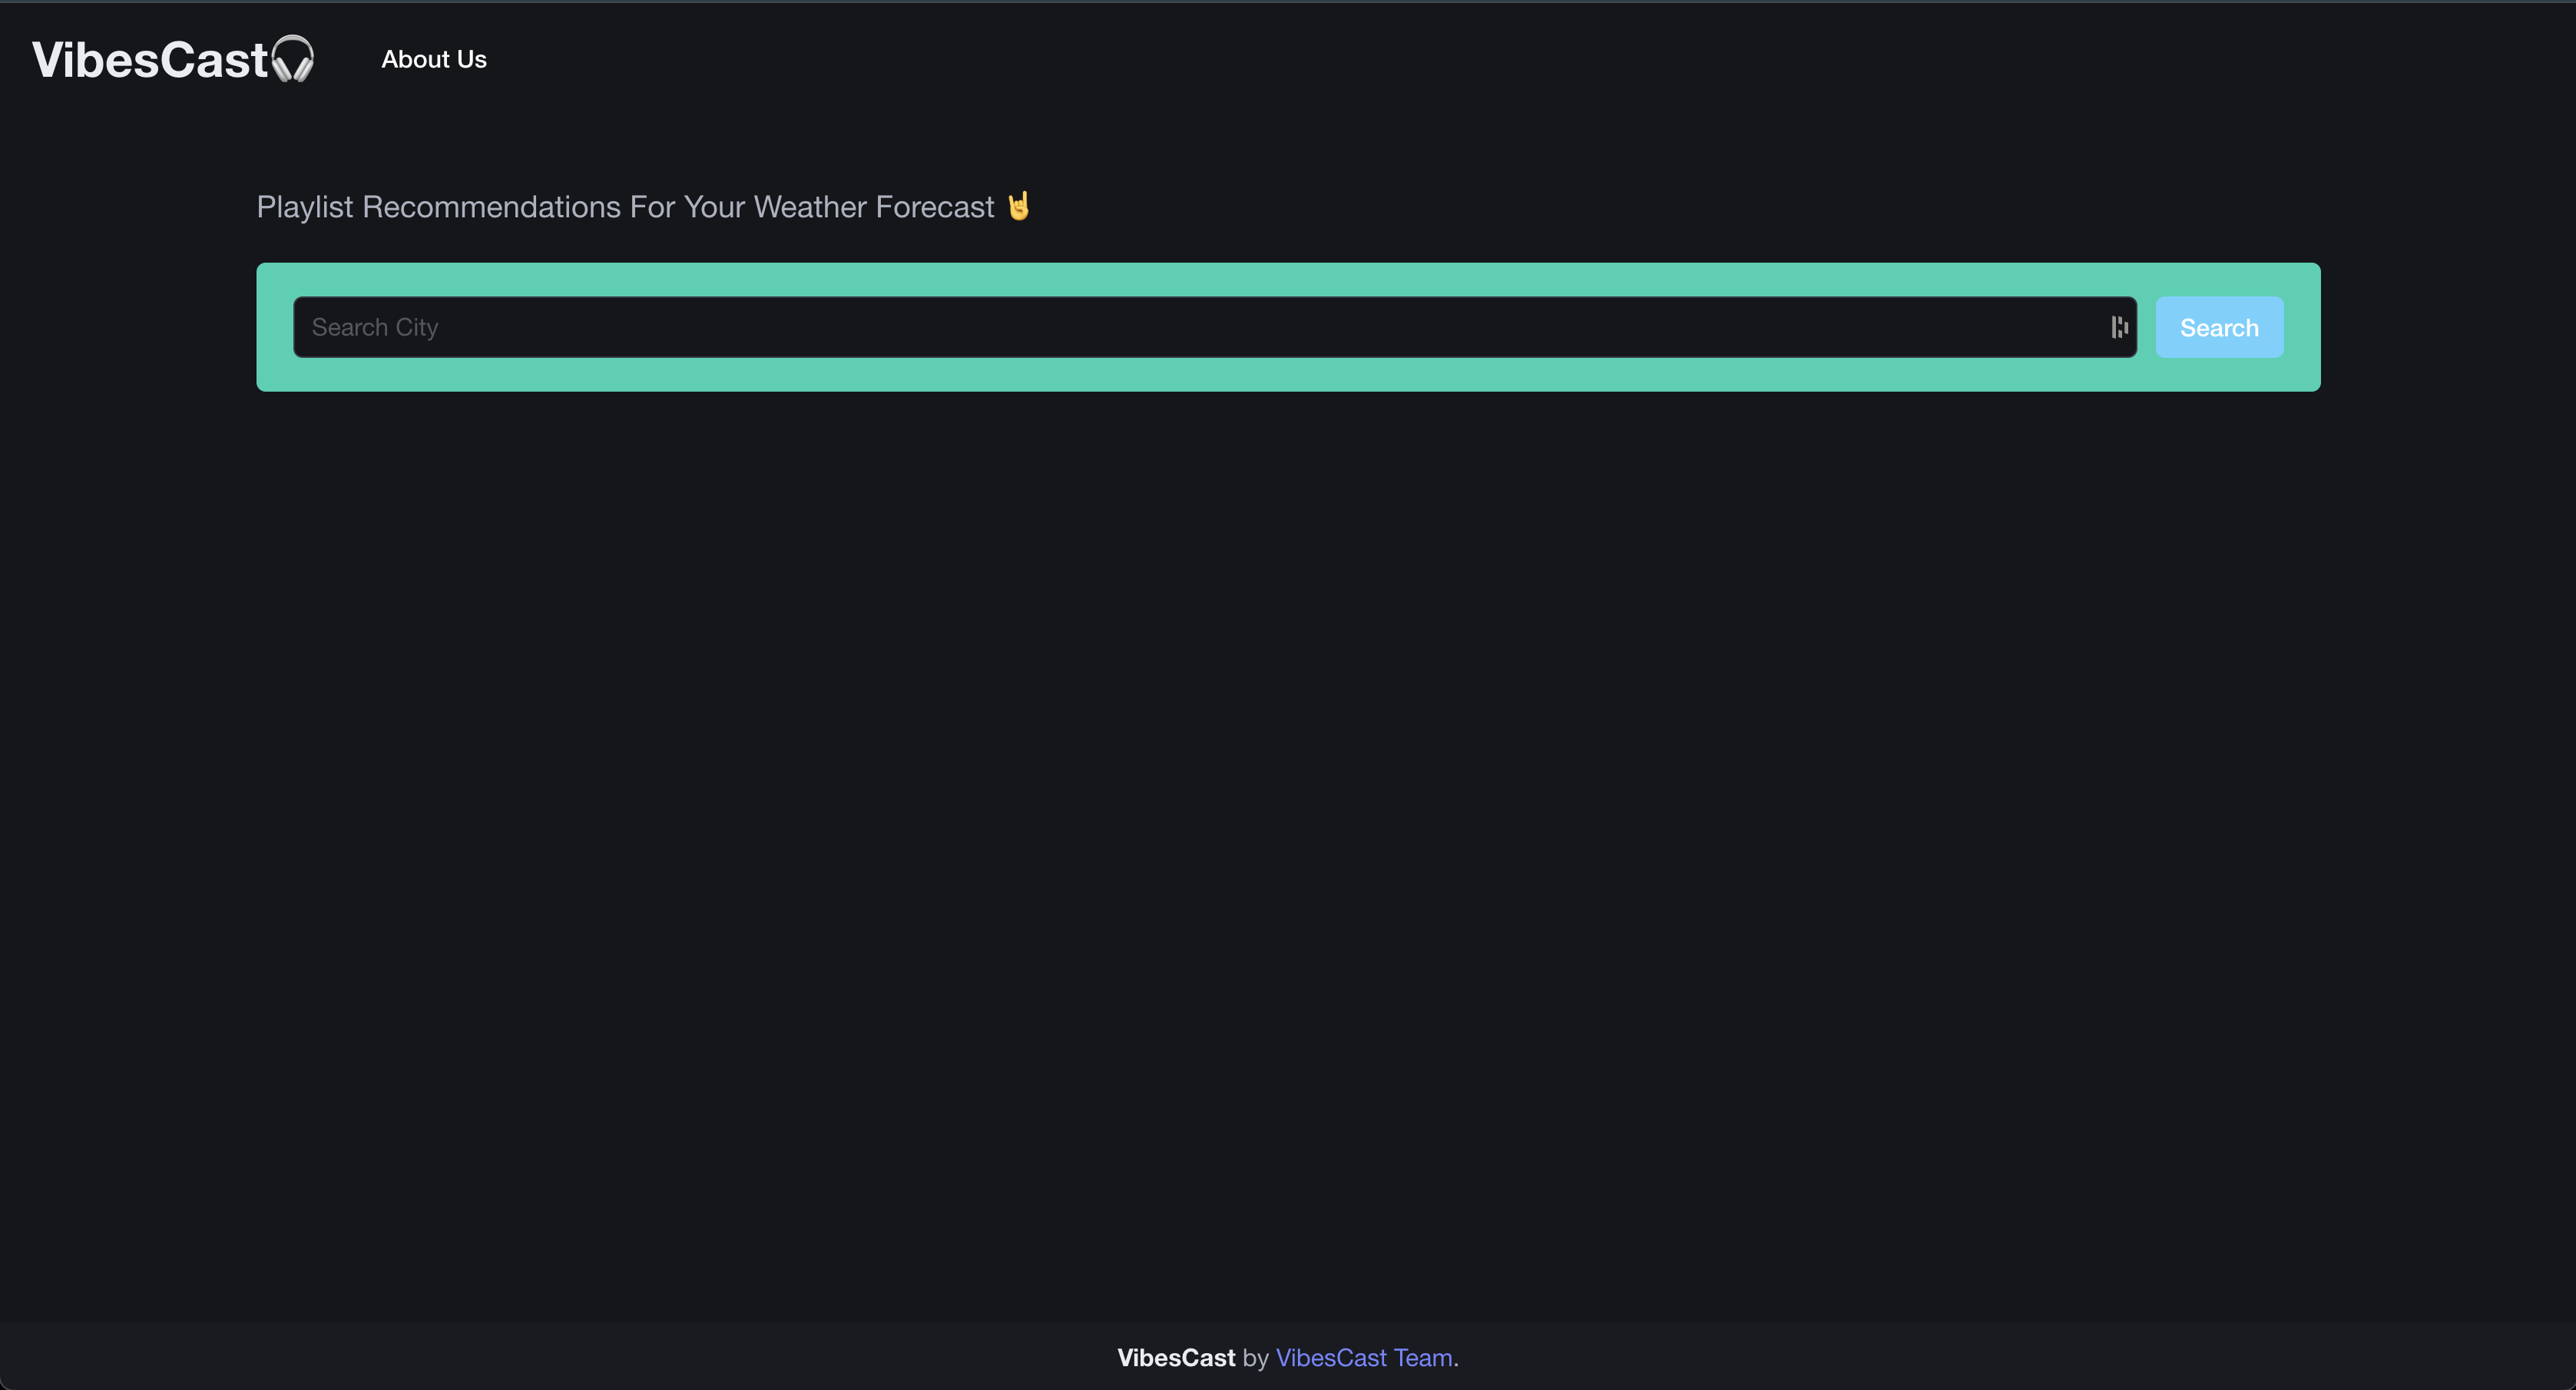 VibesCast🎧
About Us
Playlist Recommendations For Your Weather Forecast 🤘
Search City
Search
VibesCast by VibesCast Team.